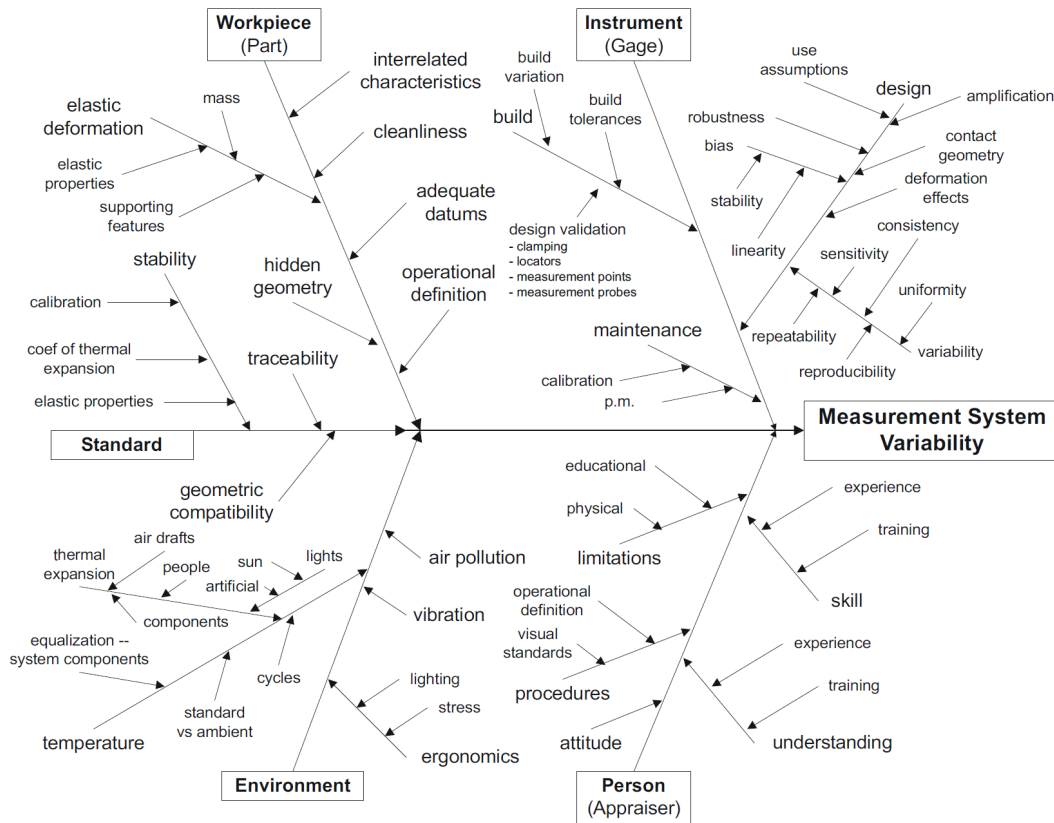 Workpiece
(Part)
interrelated
characteristics
mass
elastic
deformation
cleanliness
elastic
properties
supporting
features
adequate
datums
stability
hidden
geometry
operational
definition
calibration
coef of thermal
expansion
traceability
elastic properties
Instrument
(Gage)
build
variation
build
build
tolerances
design validation
- clamping
- locators
- measurement points
- measurement probes
use
assumptions
design
amplification
robustness
bias
contact
geometry
stability
deformation
effects
linearity
consistency
sensitivity
uniformity
repeatability
variability
reproducibility
maintenance
calibration
p.m.
Standard
Measurement System
Variability
geometric
compatibility
air drafts
thermal
expansion
people
sun
lights
artificial
components
air pollution
vibration
equalization --
system components
cycles
standard
vs ambient
temperature
lighting
stress
ergonomics
Environment
educational
physical
limitations
experience
training
skill
operational
definition
visual
standards
procedures
experience
training
attitude
understanding
Person
(Appraiser)